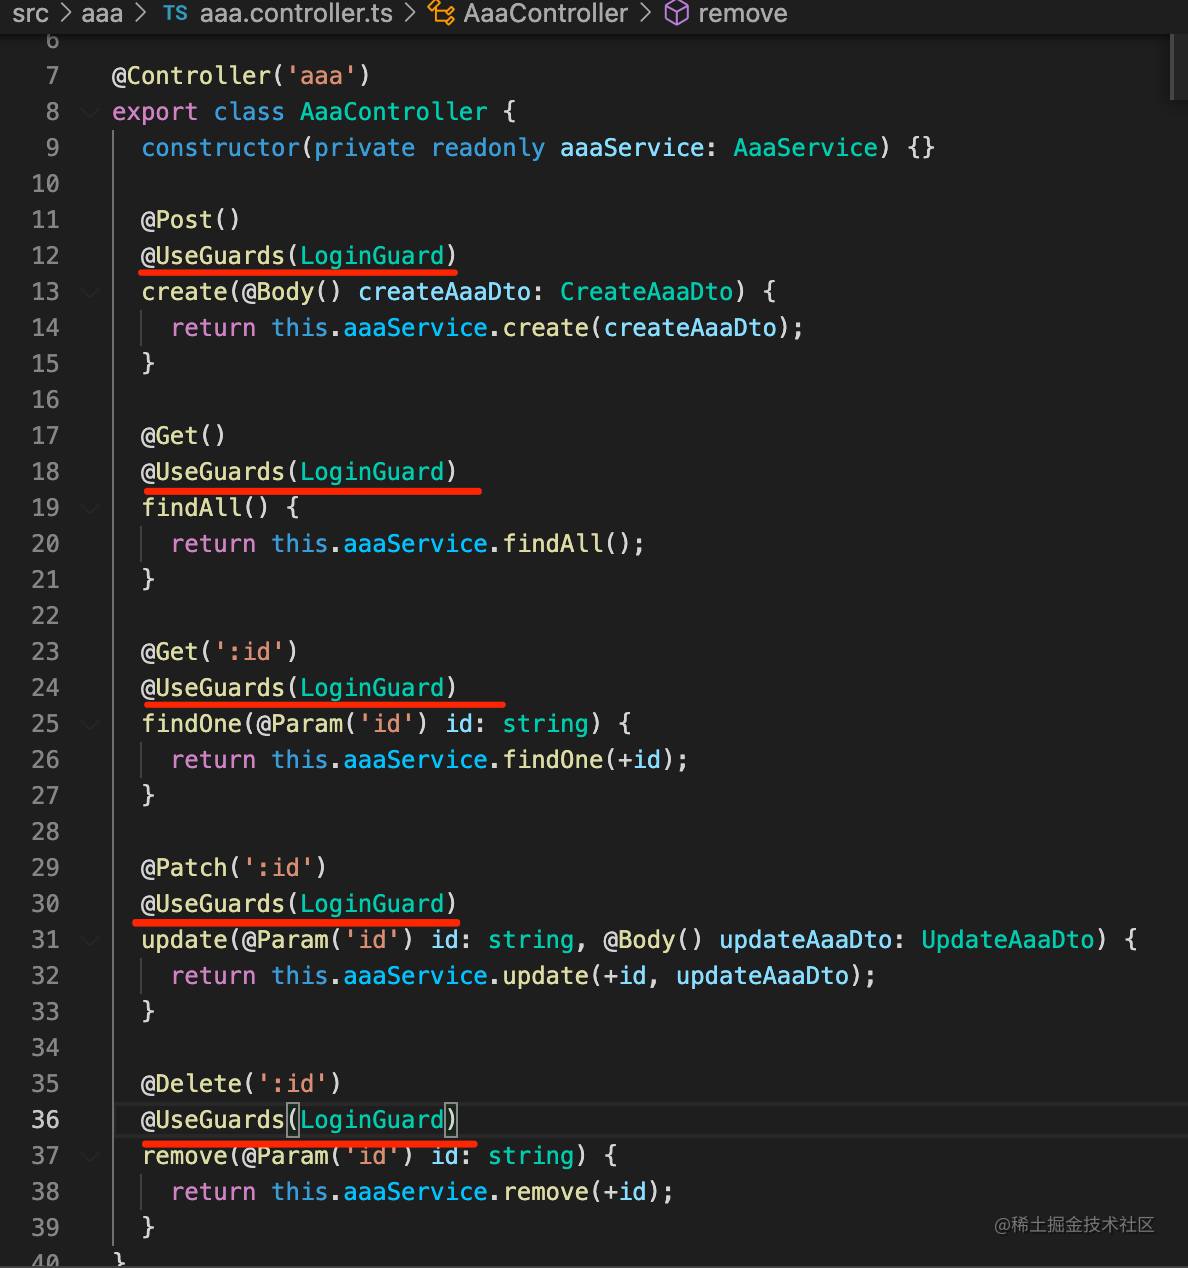 src > aaa > TS aaa.controller.ts > AaaController > remove
6
7 @Controller('aaa')
8 export class AaaController {
9 constructor(private readonly aaaService: AaaService) {}
10
11 @Post()
12 @UseGuards(LoginGuard)
13 create(@Body() createAaaDto: CreateAaaDto) {
14 return this.aaaService.create(createAaaDto);
15 }
16
17 @Get()
18 @UseGuards(LoginGuard)
19 findAll() {
20 return this.aaaService.findAll();
21 }
22
23 @Get(':id')
24 @UseGuards(LoginGuard)
25 findOne(@Param('id') id: string) {
26 return this.aaaService.findOne(+id);
27 }
28
29 @Patch(':id')
30 @UseGuards(LoginGuard)
31 update(@Param('id') id: string, @Body() updateAaaDto: UpdateAaaDto) {
32 return this.aaaService.update(+id, updateAaaDto);
33 }
34
35 @Delete(':id')
36 @UseGuards(LoginGuard)
37 remove(@Param('id') id: string) {
38 return this.aaaService.remove(+id);
39 }
40 }
@稀土掘金技术社区